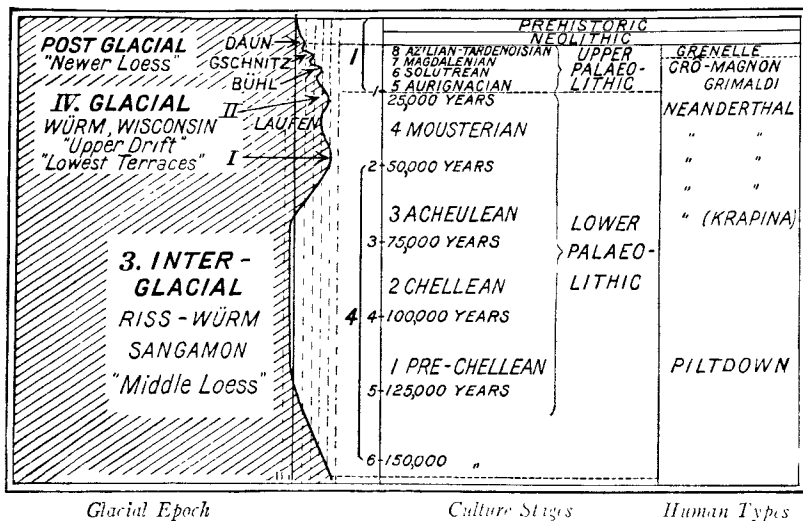 PREHISTORIC
NEOLITHIC
POST GLACIAL
"Newer Loess"
DAUN
GSCHNITZ
BÜHL
IV. GLACIAL
WÜRM, WISCONSIN
"Upper Drift"
"Lowest Terraces"
II
LAUFEN
I
3. INTER-
GLACIAL
RISS-WÜRM
SANGAMON
"Middle Loess"
1
4
8 AZILIAN-TARDENOISIAN
7 MAGDALENIAN
6 SOLUTREAN
5 AURIGNACIAN
1 25,000 YEARS
4 MOUSTERIAN
2 50,000 YEARS
3 ACHEULEAN
3 75,000 YEARS
2 CHELLEAN
4 100,000 YEARS
1 PRE-CHELLEAN
5 125,000 YEARS
6 150,000 "
UPPER
PALAEO-
LITHIC
LOWER
PALAEO-
LITHIC
GRENELLE
CRÔ-MAGNON
GRIMALDI
NEANDERTHAL
" "
" "
" "
" (KRAPINA)
PILTDOWN
Glacial Epoch
Culture Stages
Human Types